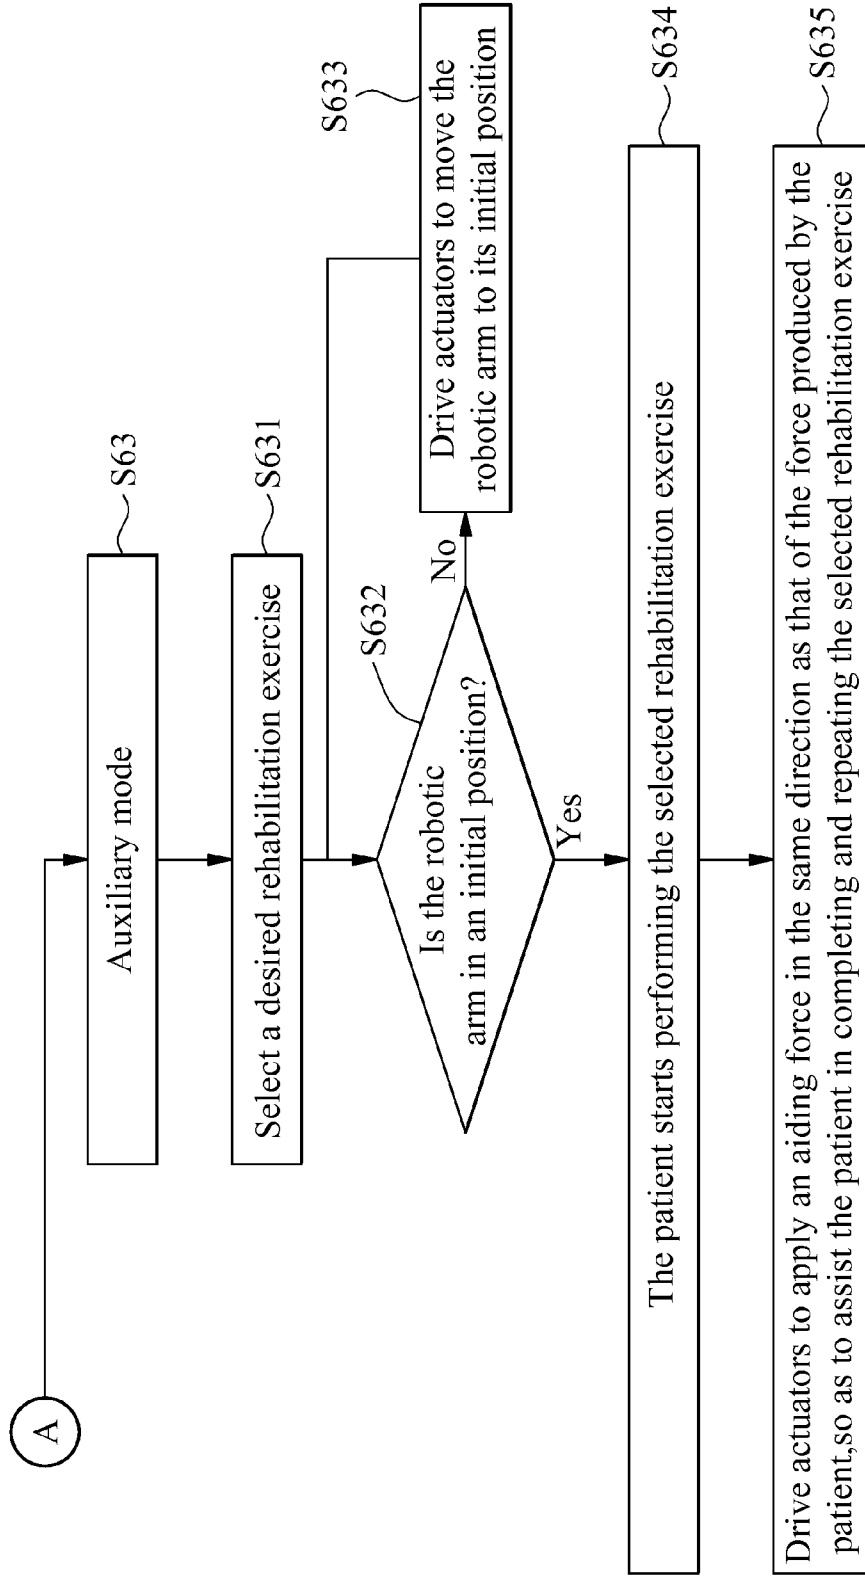 A
Auxiliary mode
S63
Select a desired rehabilitation exercise
S631
Is the robotic
arm in an initial position?
S632
No
Drive actuators to move the
robotic arm to its initial position
S633
Yes
The patient starts performing the selected rehabilitation exercise
S634
Drive actuators to apply an aiding force in the same direction as that of the force produced by the
patient,so as to assist the patient in completing and repeating the selected rehabilitation exercise
S635